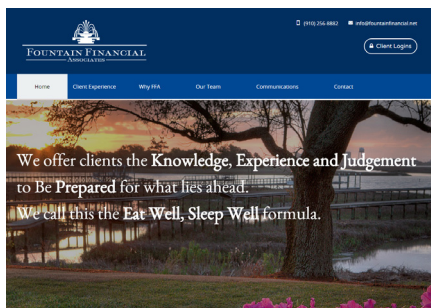 (910) 256-8882 info@fountainfinancial.net
Client Logins
FOUNTAIN FINANCIAL
ASSOCIATES
Home Client Experience Why FFA Our Team Communications Contact
We offer clients the Knowledge, Experience and Judgement
to Be Prepared for what lies ahead.
We call this the Eat Well, Sleep Well formula.